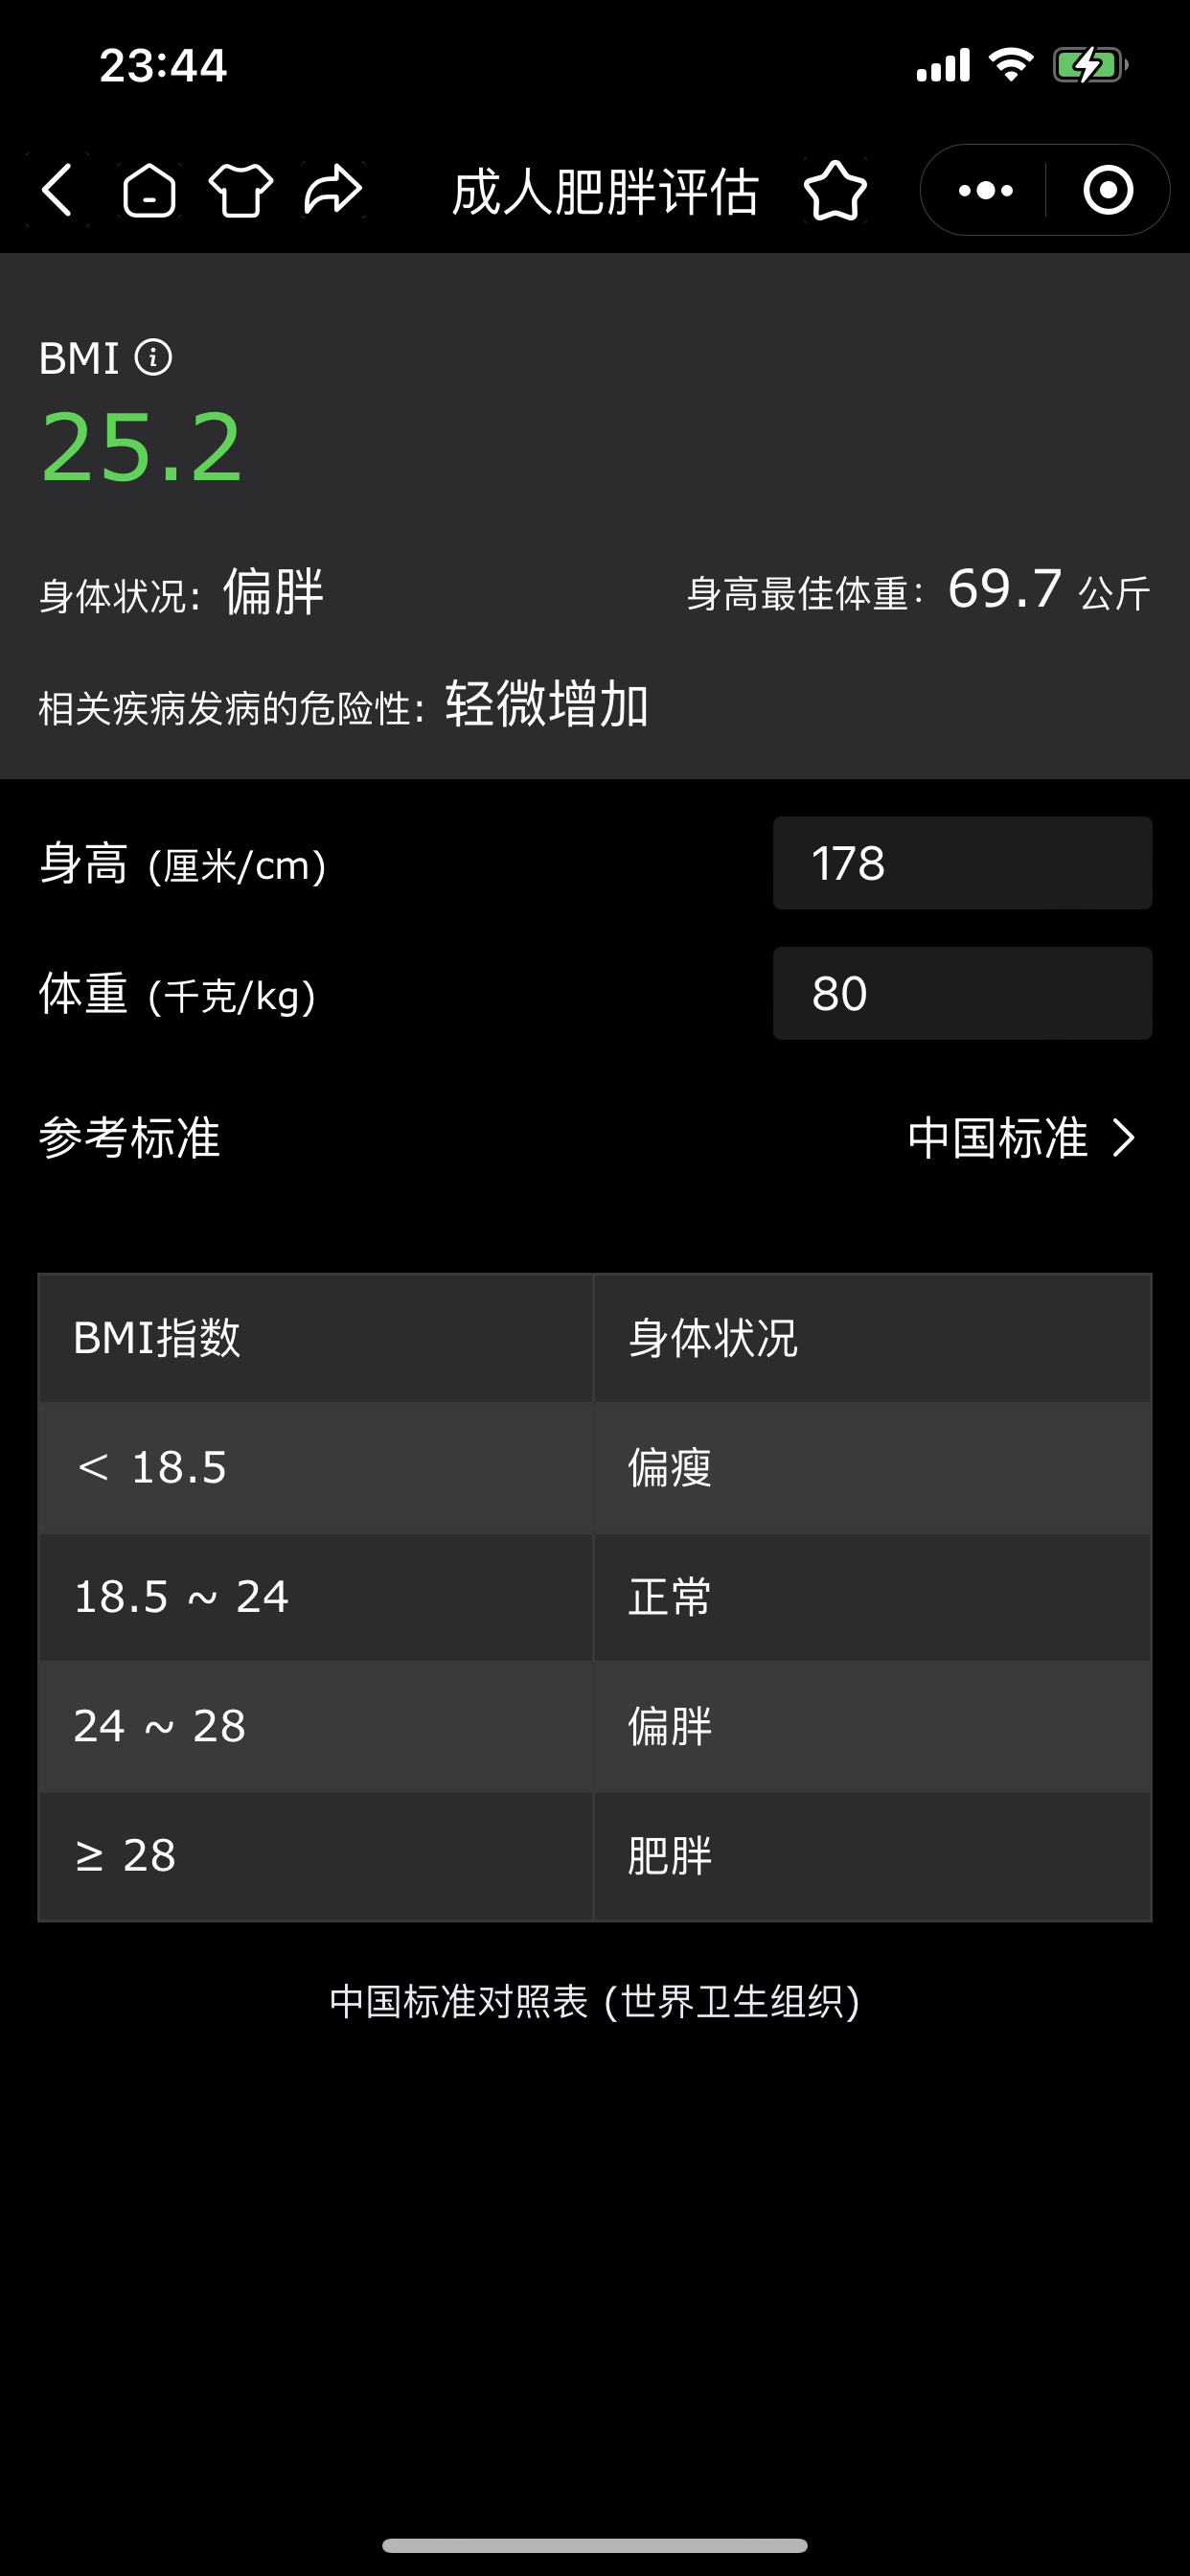 23:44
成人肥胖评估
BMI
25.2
身体状况: 偏胖
身高最佳体重: 69.7 公斤
相关疾病发病的危险性: 轻微增加
身高 (厘米/cm)
178
体重 (千克/kg)
80
参考标准
中国标准
BMI指数 身体状况
< 18.5 偏瘦
18.5 ~ 24 正常
24 ~ 28 偏胖
≥ 28 肥胖
中国标准对照表 (世界卫生组织)